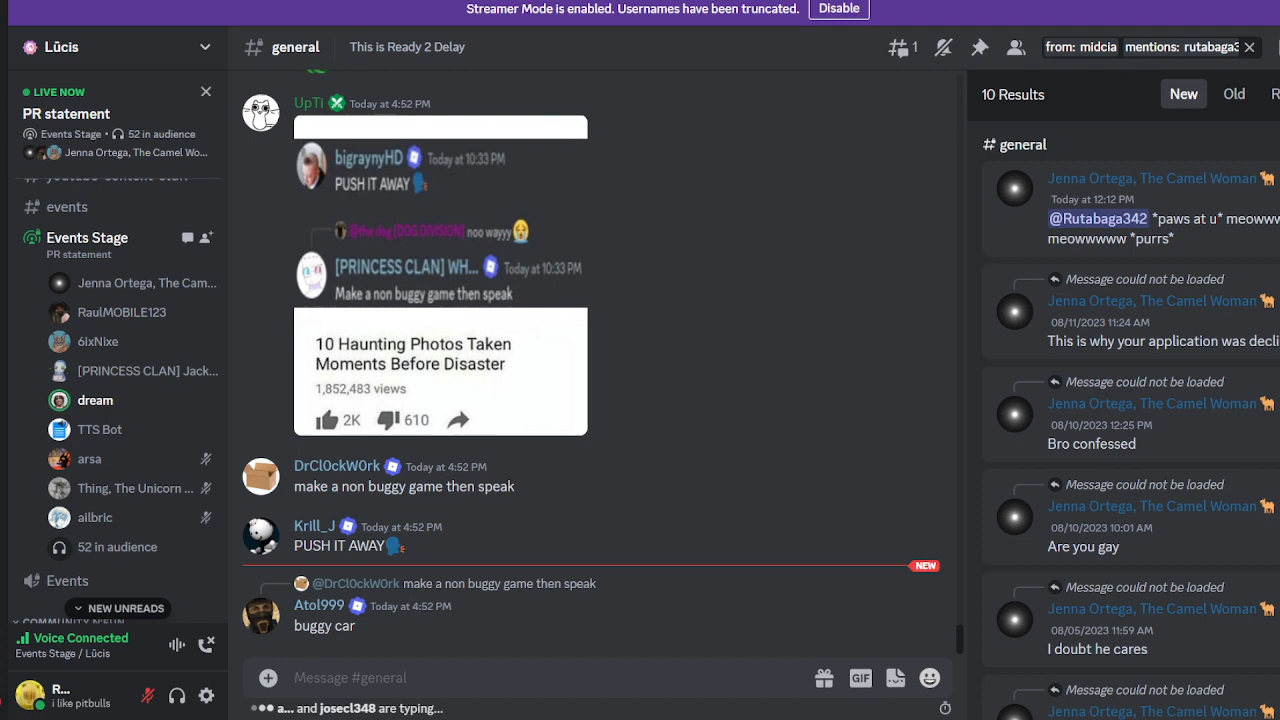 Streamer Mode is enabled. Usernames have been truncated.
Disable
Lūcis
LIVE NOW
PR statement
Events Stage • 52 in audience
Jenna Ortega, The Camel Wo...
events
Events Stage
PR statement
Jenna Ortega, The Cam...
RaulMOBILE123
6ixNixe
[PRINCESS CLAN] Jack...
dream
TTS Bot
arsa
Thing, The Unicorn ...
ailbric
52 in audience
Events
NEW UNREADS
Voice Connected
Events Stage / Lūcis
R...
i like pitbulls
general
This is Ready 2 Delay
1
from: midcia mentions: rutabaga3
UpTi Today at 4:52 PM
bigraynyHD Today at 10:33 PM
PUSH IT AWAY🗣
@the dog [DOG DIVISION] noo wayyy😭
[PRINCESS CLAN] WH... Today at 10:33 PM
Make a non buggy game then speak
10 Haunting Photos Taken
Moments Before Disaster
1,852,483 views
2K 610
DrCl0ckW0rk Today at 4:52 PM
make a non buggy game then speak
Krill_J Today at 4:52 PM
PUSH IT AWAY🗣
NEW
@DrCl0ckW0rk make a non buggy game then speak
Atol999 Today at 4:52 PM
buggy car
Message #general
GIF
a... and josecl348 are typing...
10 Results
New
Old
R
general
Jenna Ortega, The Camel Woman 🐪
Today at 12:12 PM
@Rutabaga342 *paws at u* meowww
meowwwww *purrs*
Message could not be loaded
Jenna Ortega, The Camel Woman 🐪
08/11/2023 11:24 AM
This is why your application was decli
Message could not be loaded
Jenna Ortega, The Camel Woman 🐪
08/10/2023 12:25 PM
Bro confessed
Message could not be loaded
Jenna Ortega, The Camel Woman 🐪
08/10/2023 10:01 AM
Are you gay
Message could not be loaded
Jenna Ortega, The Camel Woman 🐪
08/05/2023 11:59 AM
I doubt he cares
Message could not be loaded
Jenna Ortega, The Camel Woman 🐪